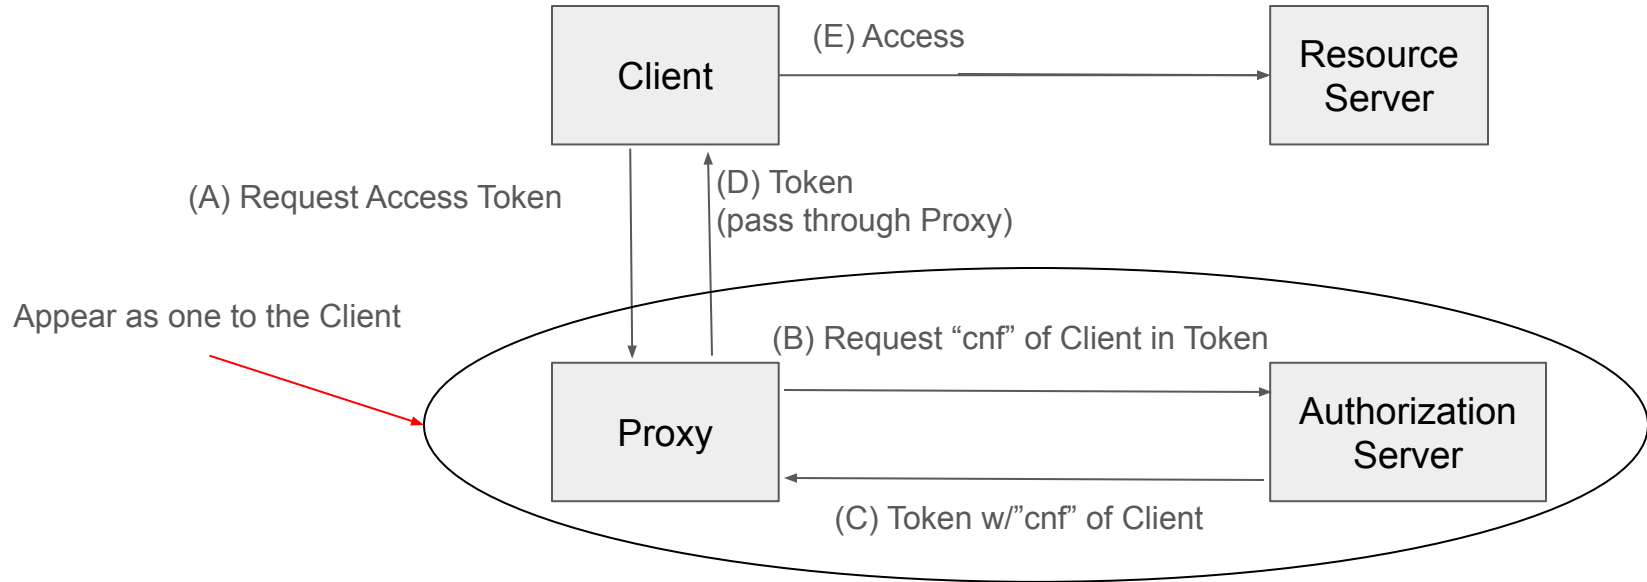 Client
(E) Access
Resource
Server
(A) Request Access Token
(D) Token
(pass through Proxy)
Appear as one to the Client
(B) Request “cnf” of Client in Token
Proxy
Authorization
Server
(C) Token w/”cnf” of Client